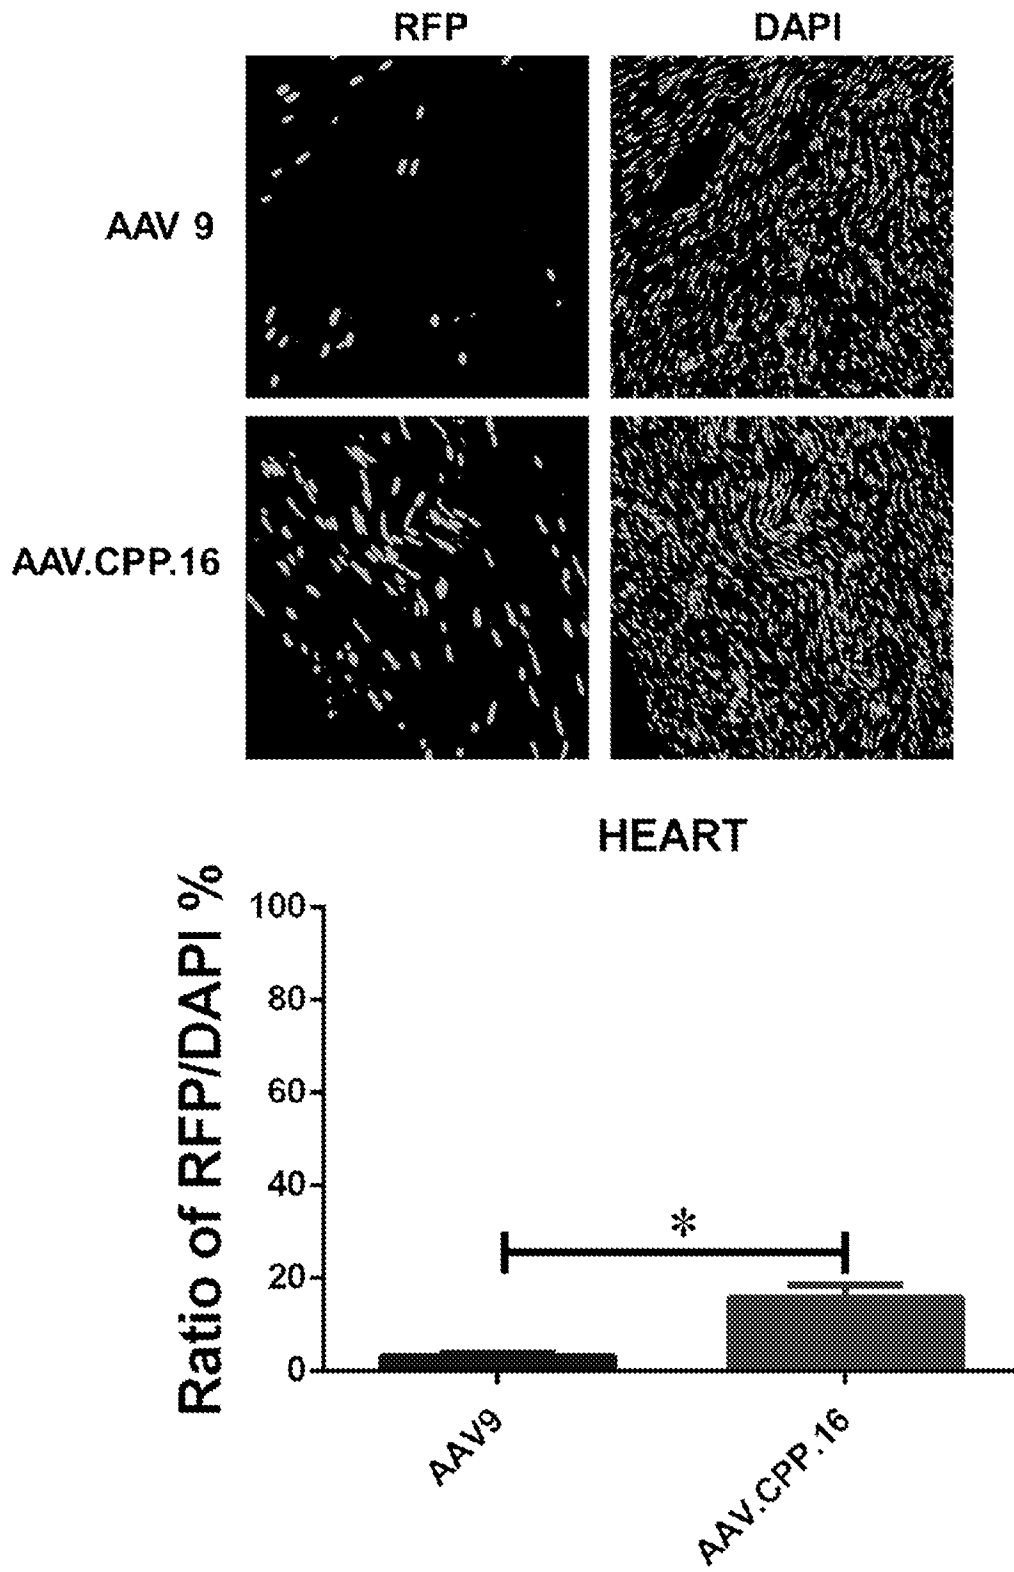 RFP DAPI
AAV 9
AAV.CPP.16
HEART
Ratio of RFP/DAPI %
100
80
60
40
20
0
*
AAV9
AAV.CPP.16